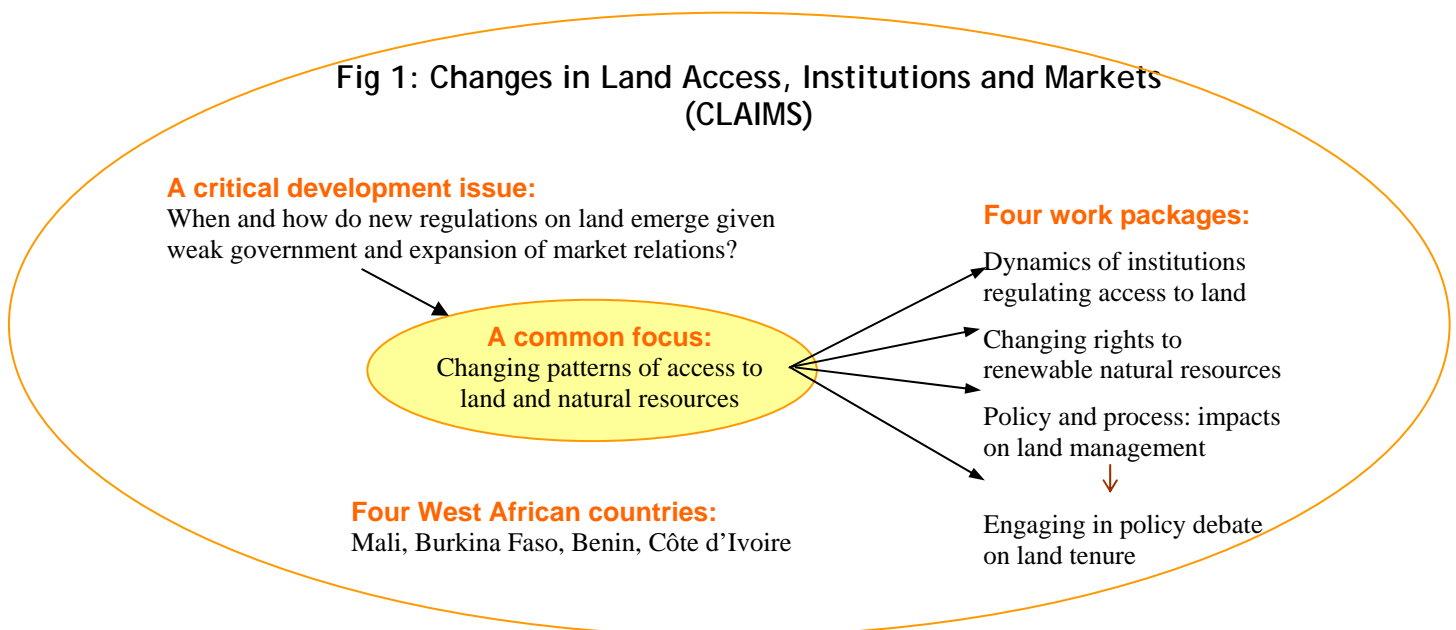 Fig 1: Changes in Land Access, Institutions and Markets
(CLAIMS)
A critical development issue:
When and how do new regulations on land emerge given
weak government and expansion of market relations?
A common focus:
Changing patterns of access to
land and natural resources
Four West African countries:
Mali, Burkina Faso, Benin, Côte d’Ivoire
Four work packages:
Dynamics of institutions
regulating access to land
Changing rights to
renewable natural resources
Policy and process: impacts
on land management
Engaging in policy debate
on land tenure